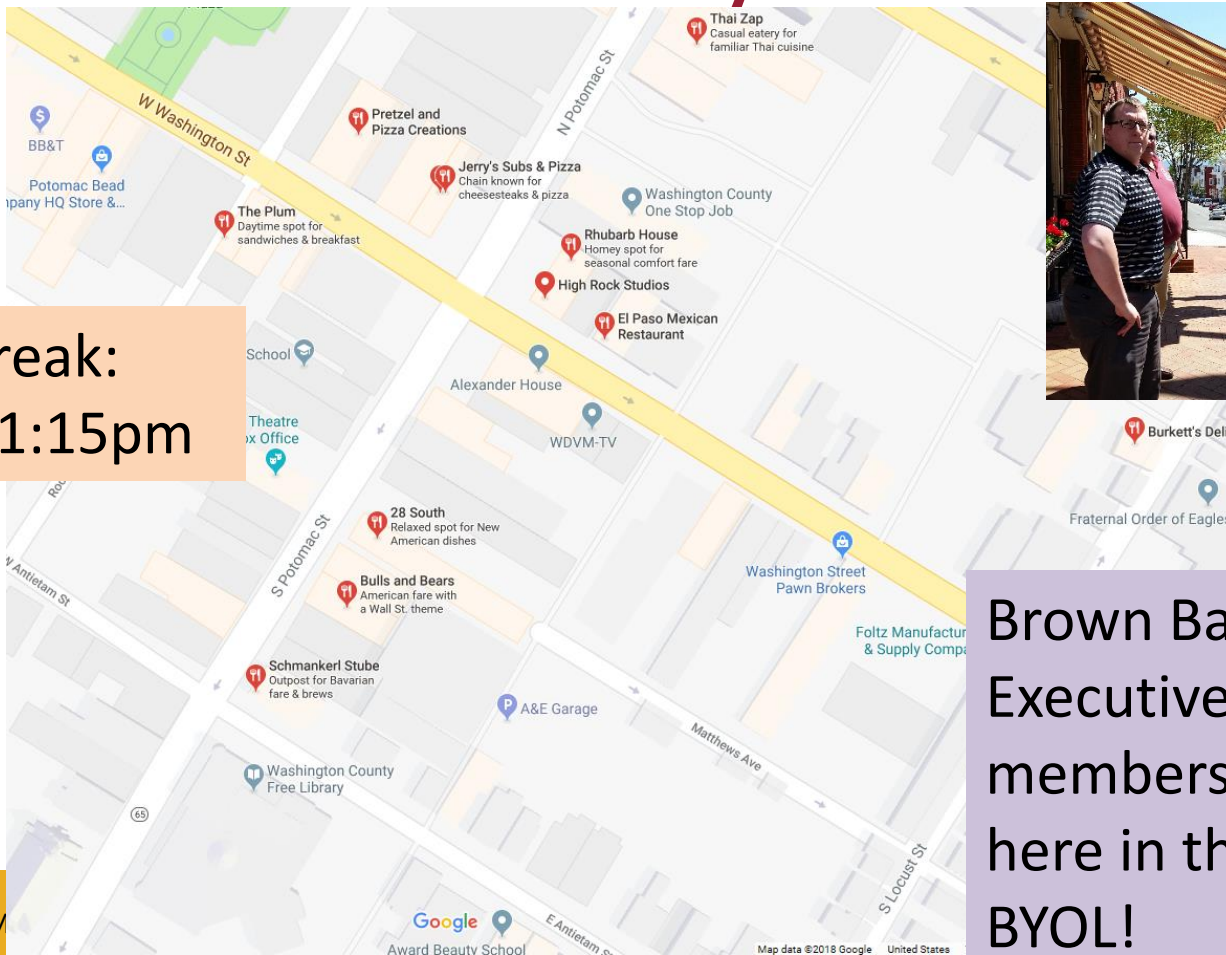 Thai Zap
Casual eatery for
familiar Thai cuisine
N Potomac St
W Washington St
Pretzel and
Pizza Creations
BB&T
Jerry's Subs & Pizza
Chain known for
cheesesteaks & pizza
Potomac Bead
mpany HQ Store &...
Washington County
One Stop Job
The Plum
Daytime spot for
sandwiches & breakfast
Rhubarb House
Homey spot for
seasonal comfort fare
High Rock Studios
El Paso Mexican
Restaurant
reak:
1:15pm
School
Alexander House
Theatre
ox Office
WDVM-TV
Burkett's Deli
28 South
Relaxed spot for New
American dishes
Fraternal Order of Eagles
S Potomac St
W Antietam St
Bulls and Bears
American fare with
a Wall St. theme
Washington Street
Pawn Brokers
Foltz Manufactur
& Supply Compa
Schmankerl Stube
Outpost for Bavarian
fare & brews
A&E Garage
Matthews Ave
Washington County
Free Library
65
S Locust St
Brown Ba
Executive
members
here in th
BYOL!
Google
E Antietam S
Award Beauty School
Map data ©2018 Google United States